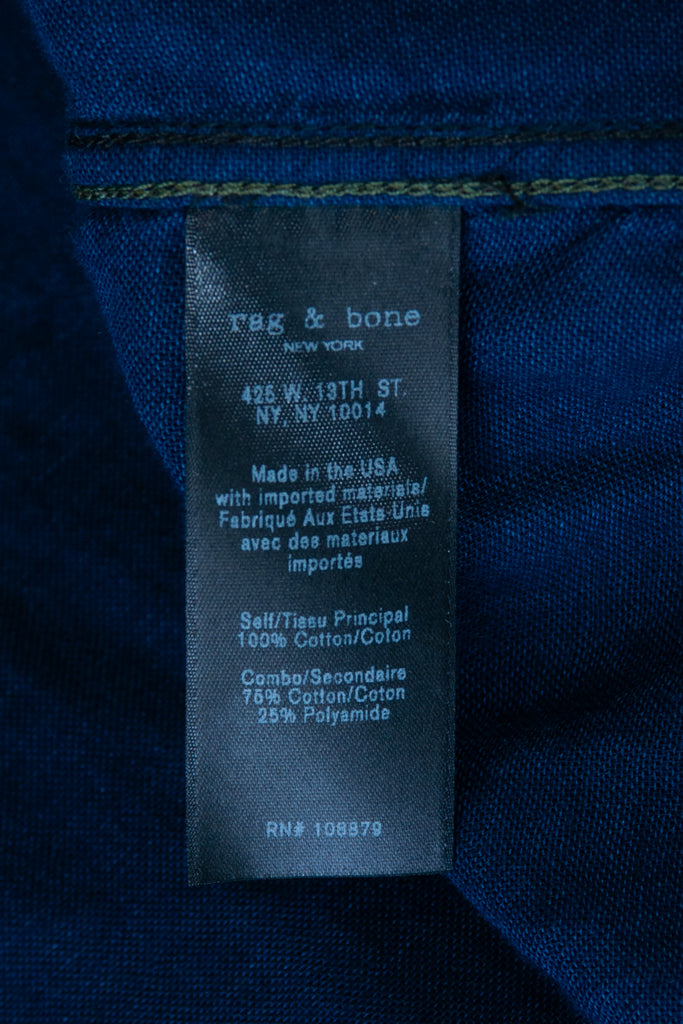 rag & bone
NEW YORK
425 W. 13TH. ST.
NY, NY 10014
Made in the USA
with imported materials/
Fabriqué Aux Etats Unis
avec des materiaux
importés
Self/Tissu Principal
100% Cotton/Coton
Combo/Secondaire
75% Cotton/Coton
25% Polyamide
RN# 108879